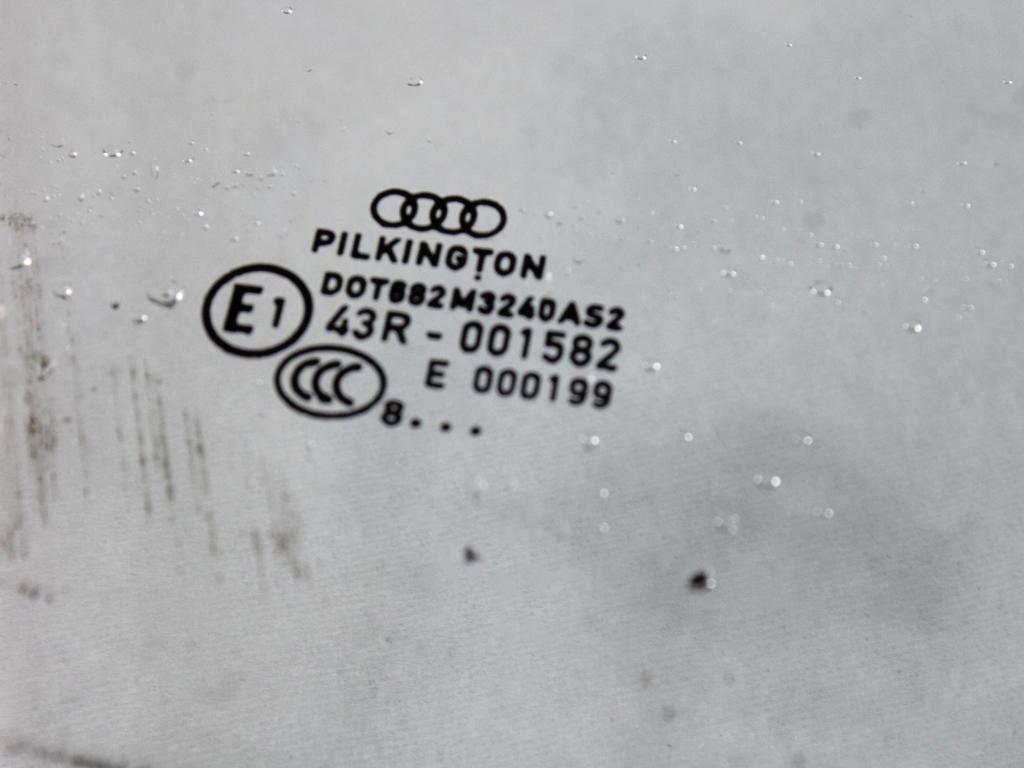 PILKINGTON
DOT682M3240AS2
E1
43R - 001582
CCC
E 000199
8...